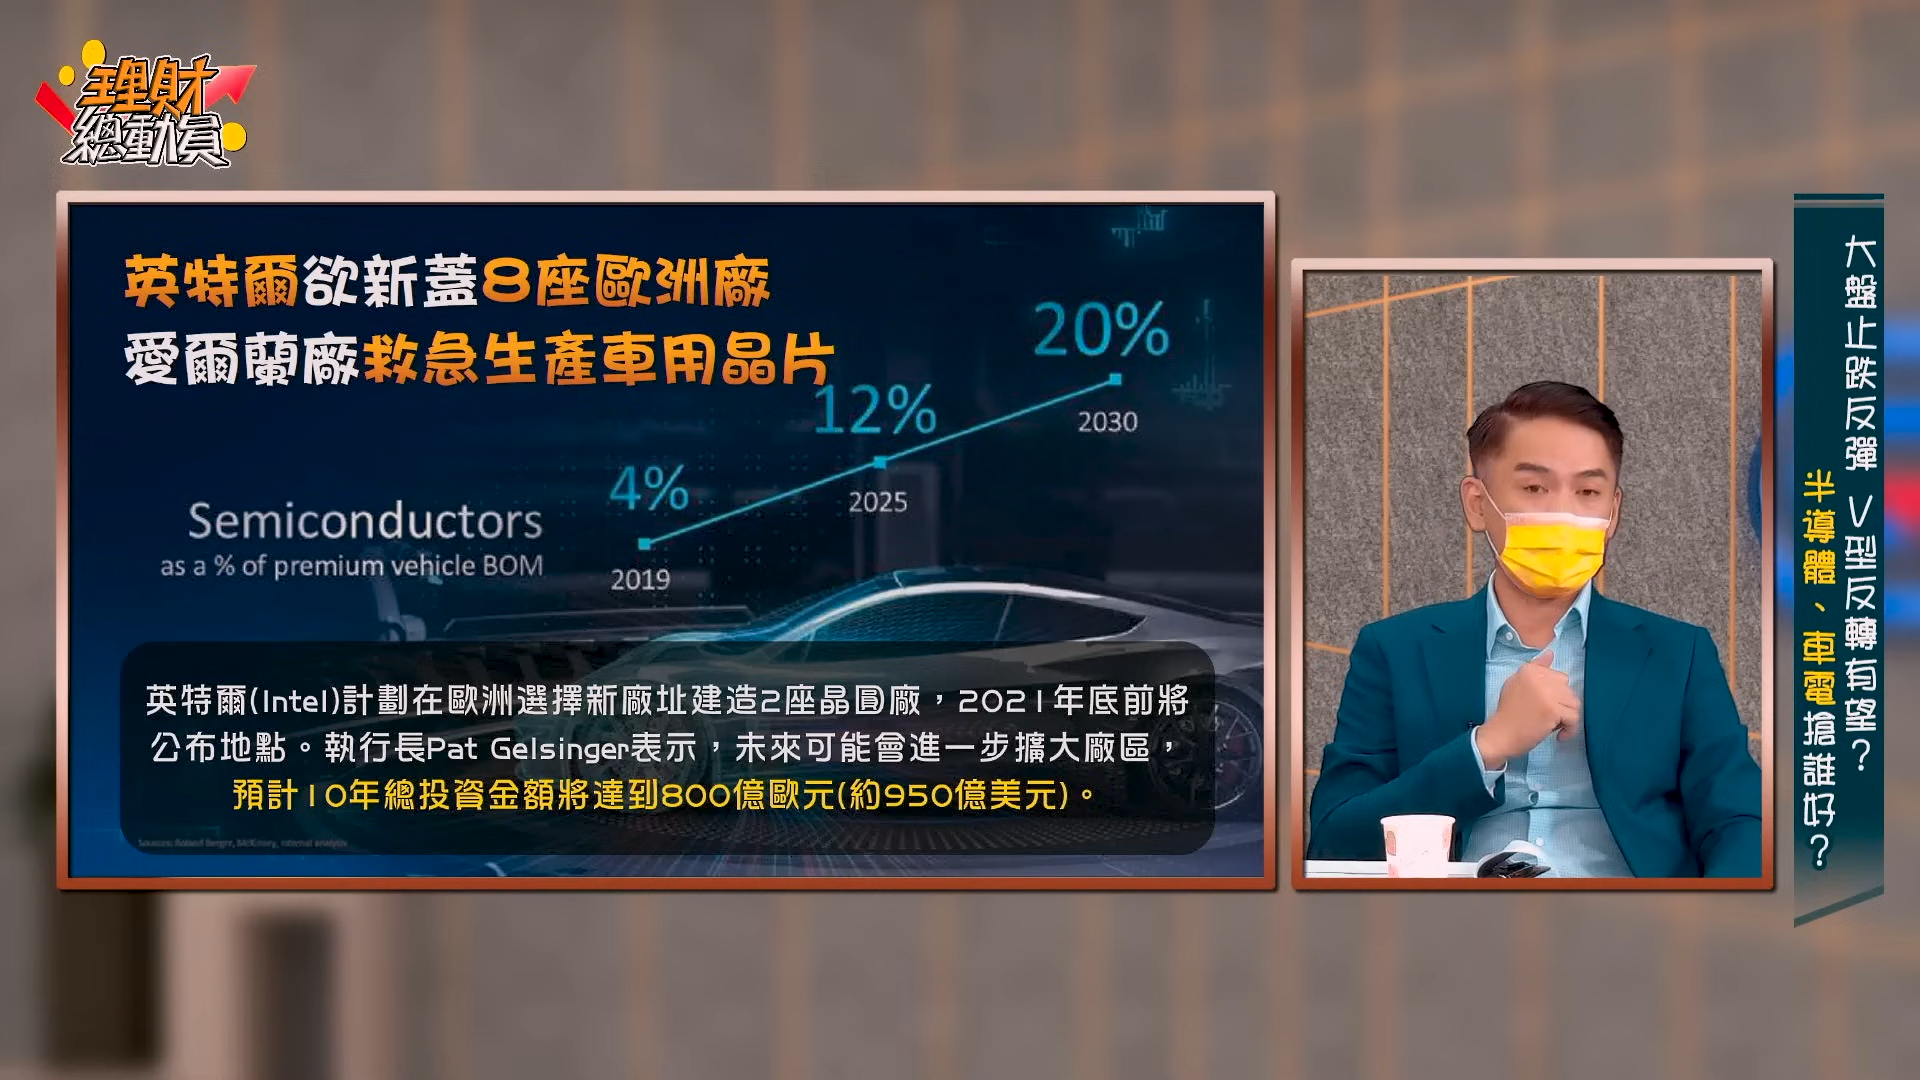 理財
總動員
英特爾欲新蓋8座歐洲廠
愛爾蘭廠救急生產車用晶片
20%
2030
12%
2025
4%
2019
Semiconductors
as a % of premium vehicle BOM
英特爾(Intel)計劃在歐洲選擇新廠址建造2座晶圓廠，2021年底前將
公布地點。執行長Pat Gelsinger表示，未來可能會進一步擴大廠區，
預計10年總投資金額將達到800億歐元(約950億美元)。
Sources: Roland Berger, McKinsey, internal analysis
大盤止跌反彈 V型反轉有望？
半導體、車電搶誰好？